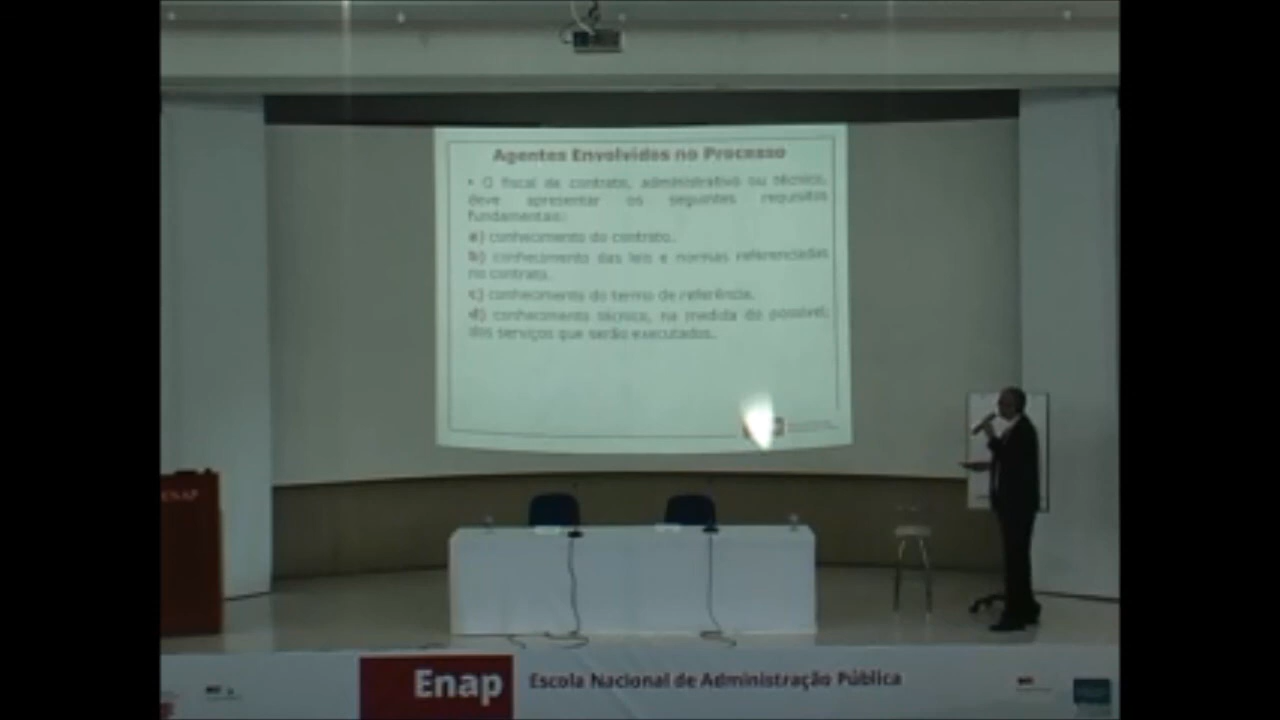 Agentes Envolvidos no Processo
• O fiscal de contrato, administrativo ou técnico,
deve apresentar os seguintes requisitos
fundamentais:
a) conhecimento do contrato.
b) conhecimento das leis e normas referenciadas
no contrato.
c) conhecimento do termo de referência.
d) conhecimento técnico, na medida do possível,
dos serviços que serão executados.
ENAP
Enap
Escola Nacional de Administração Pública